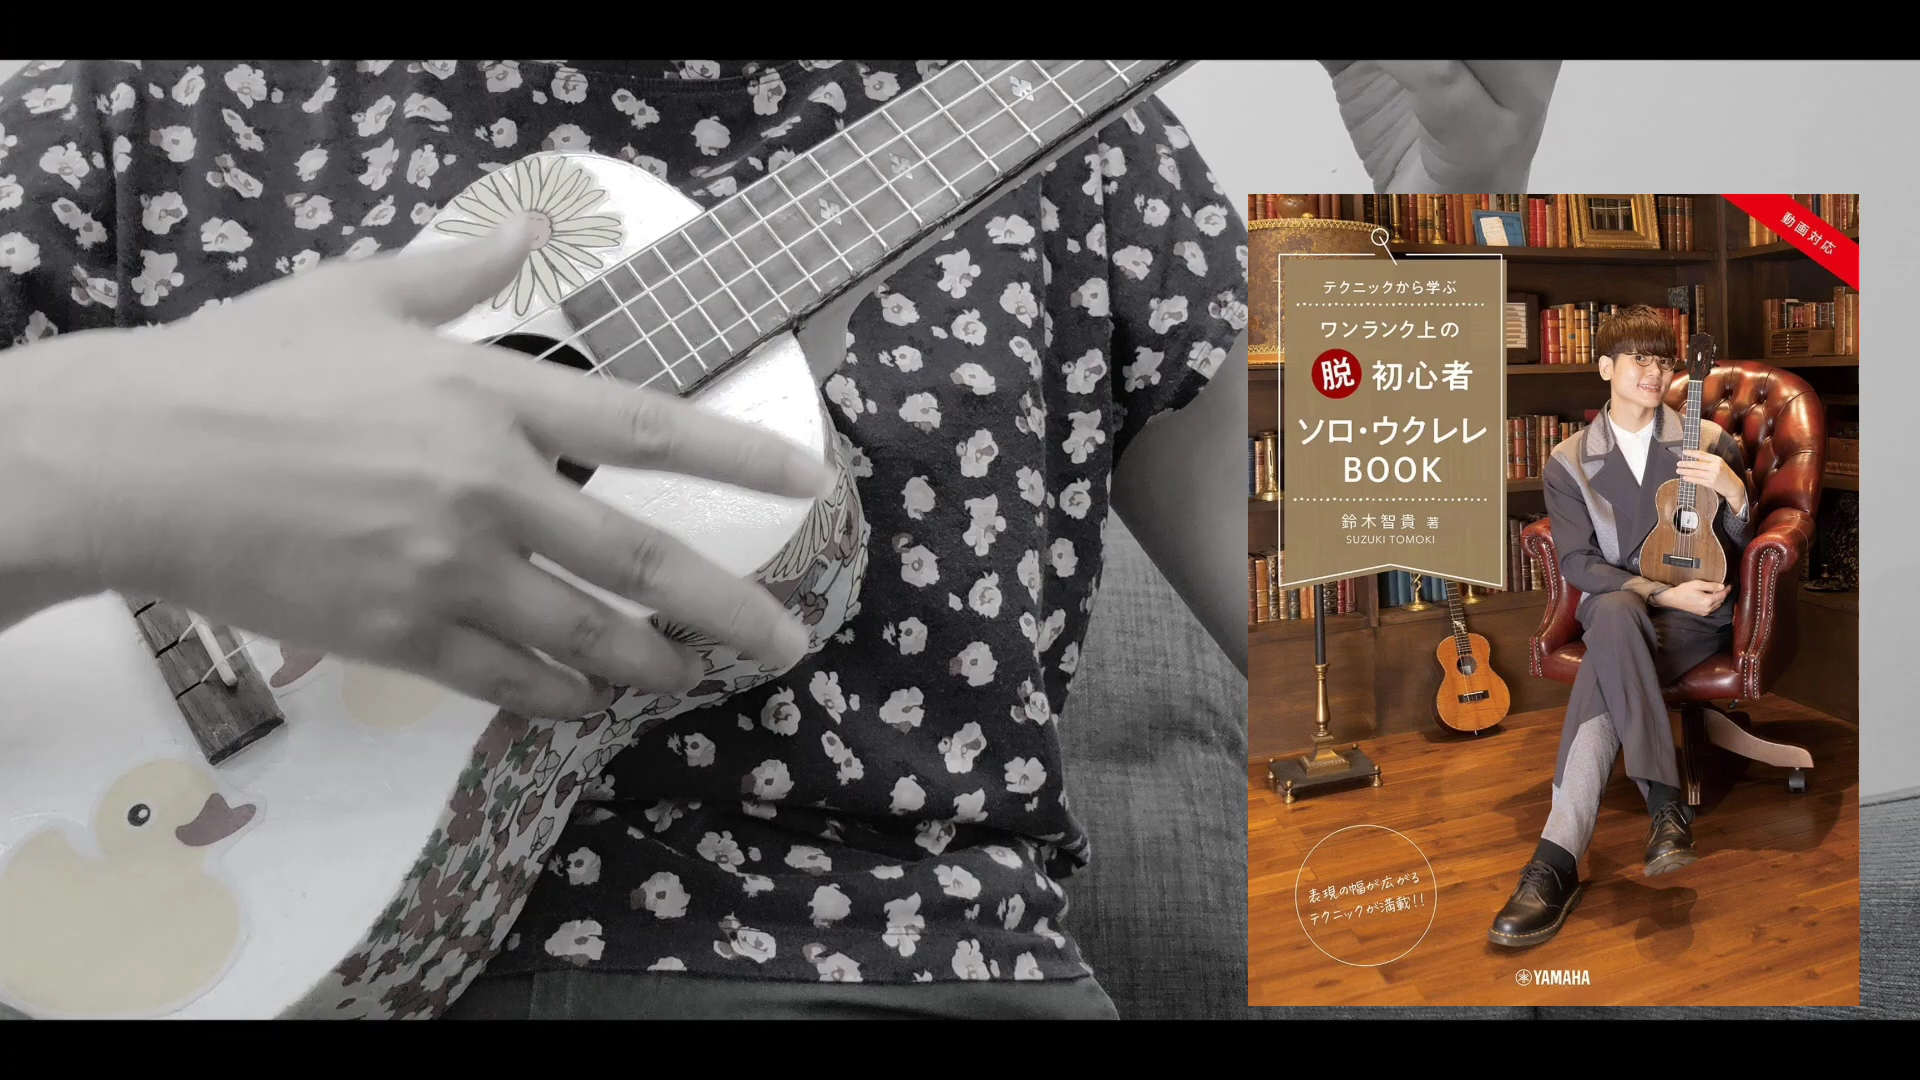 動画対応
テクニックから学ぶ
ワンランク上の
脱 初心者
ソロ・ウクレレ
BOOK
鈴木智貴 著
SUZUKI TOMOKI
表現の幅が広がる
テクニックが満載!!
YAMAHA